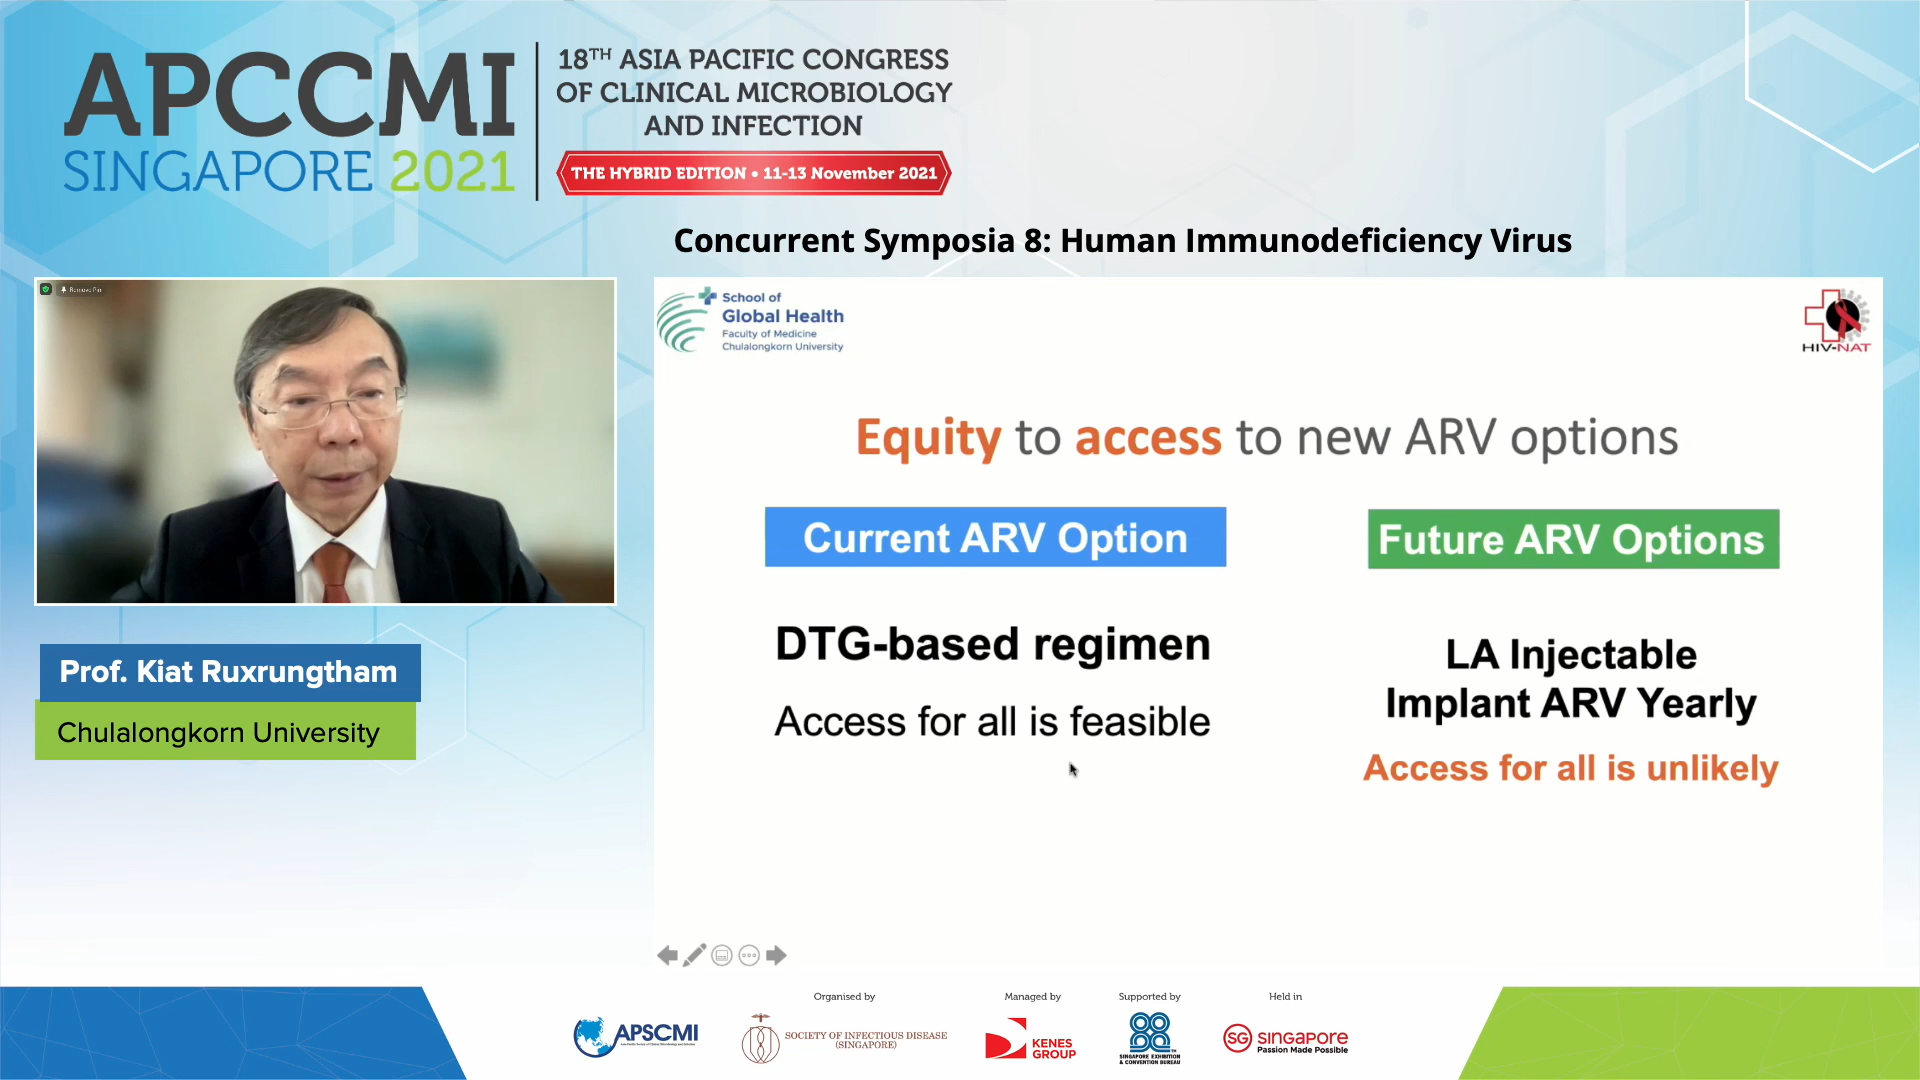 APCCMI
SINGAPORE 2021
18TH ASIA PACIFIC CONGRESS
OF CLINICAL MICROBIOLOGY
AND INFECTION
THE HYBRID EDITION • 11-13 November 2021
Concurrent Symposia 8: Human Immunodeficiency Virus
Remove Pin
Prof. Kiat Ruxrungtham
Chulalongkorn University
School of
Global Health
Faculty of Medicine
Chulalongkorn University
HIV-NAT
Equity to access to new ARV options
Current ARV Option
DTG-based regimen
Access for all is feasible
Future ARV Options
LA Injectable
Implant ARV Yearly
Access for all is unlikely
Organised by
APSCMI
SOCIETY OF INFECTIOUS DISEASE
(SINGAPORE)
Managed by
KENES
GROUP
Supported by
SINGAPORE EXHIBITION
& CONVENTION BUREAU
Held in
SG SINGAPORE
Passion Made Possible